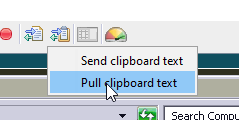 Send clipboard text
Pull clipboard text
Search Compu